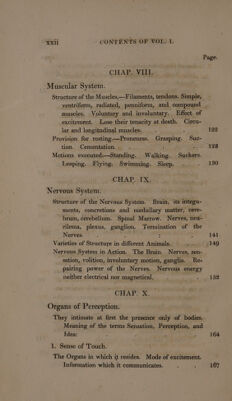 xxii CONTENTS OF VOL. I.
Page.
CHAP. VIII.
Muscular System.
Structure of the Muscles.—Filaments, tendons. Simple,
ventriform, radiated, penniform, and compound
muscles. Voluntary and involuntary. Effect of
excitement. Lose their tenacity at death. Circu-
lar and longitudinal muscles. 122
Provision for resting.—Proneness. Grasping. Suc-
tion. Cementation. 128
Motions executed—Standing. Walking. Suckers.
Leaping. Flying. Swimming. Sleep. 130
CHAP. IX.
Nervous System.
Structure of the Nervous System. Brain, its integu-
ments, concretions and medullary matter, cere-
brum, cerebellum. Spinal Marrow. Nerves, neu-
rilema, plexus, ganglion. Termination of the
Nerves 141
Varieties of Structure in different Animals. 149
Nervous System in Action. The Brain. Nerves, sen-
sation, volition, involuntary motion, ganglia. Re-
pairing power of the Nerves. Nervous energy
neither electrical nor magnetical. 152
CHAP. X.
Organs of Perception.
They intimate at first the presence only of bodies.
Meaning of the terms Sensation, Perception, and
Idea: 164
1. Sense of Touch.
The Organs in which it resides. Mode of excitement.
Information which it communicates. 167